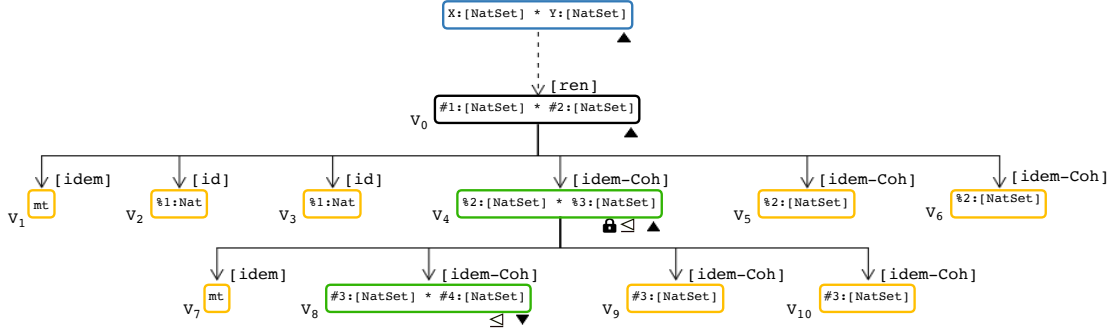 X:[NatSet] * Y:[NatSet]
[ren]
#1:[NatSet] * #2:[NatSet]
V0
[idem] [id] [id] [idem-Coh] [idem-Coh] [idem-Coh]
mt %1:Nat %1:Nat %2:[NatSet] * %3:[NatSet] %2:[NatSet] %2:[NatSet]
V1 V2 V3 V4 V5 V6
[idem] [idem-Coh] [idem-Coh] [idem-Coh]
mt #3:[NatSet] * #4:[NatSet] #3:[NatSet] #3:[NatSet]
V7 V8 V9 V10